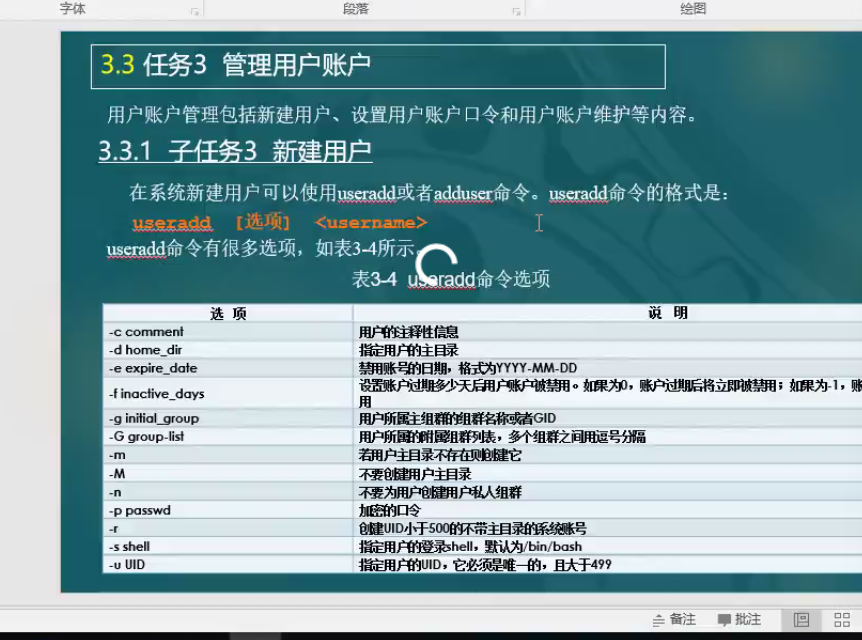 字体 段落 绘图
3.3 任务3 管理用户账户
用户账户管理包括新建用户、设置用户账户口令和用户账户维护等内容。
3.3.1 子任务3 新建用户
在系统新建用户可以使用useradd或者adduser命令。useradd命令的格式是：
useradd [选项] <username>
useradd命令有很多选项，如表3-4所示。
表3-4 useradd命令选项
选 项 说 明
-c comment 用户的注释性信息
-d home_dir 指定用户的主目录
-e expire_date 禁用账号的日期，格式为YYYY-MM-DD
-f inactive_days 设置账户过期多少天后用户账户被禁用。如果为0，账户过期后将立即被禁用；如果为-1，账
用
-g initial_group 用户所属主组群的组群名称或者GID
-G group-list 用户所属的附属组群列表，多个组群之间用逗号分隔
-m 若用户主目录不存在则创建它
-M 不要创建用户主目录
-n 不要为用户创建用户私人组群
-p passwd 加密的口令
-r 创建UID小于500的不带主目录的系统账号
-s shell 指定用户的登录shell，默认为/bin/bash
-u UID 指定用户的UID，它必须是唯一的，且大于499
备注 批注